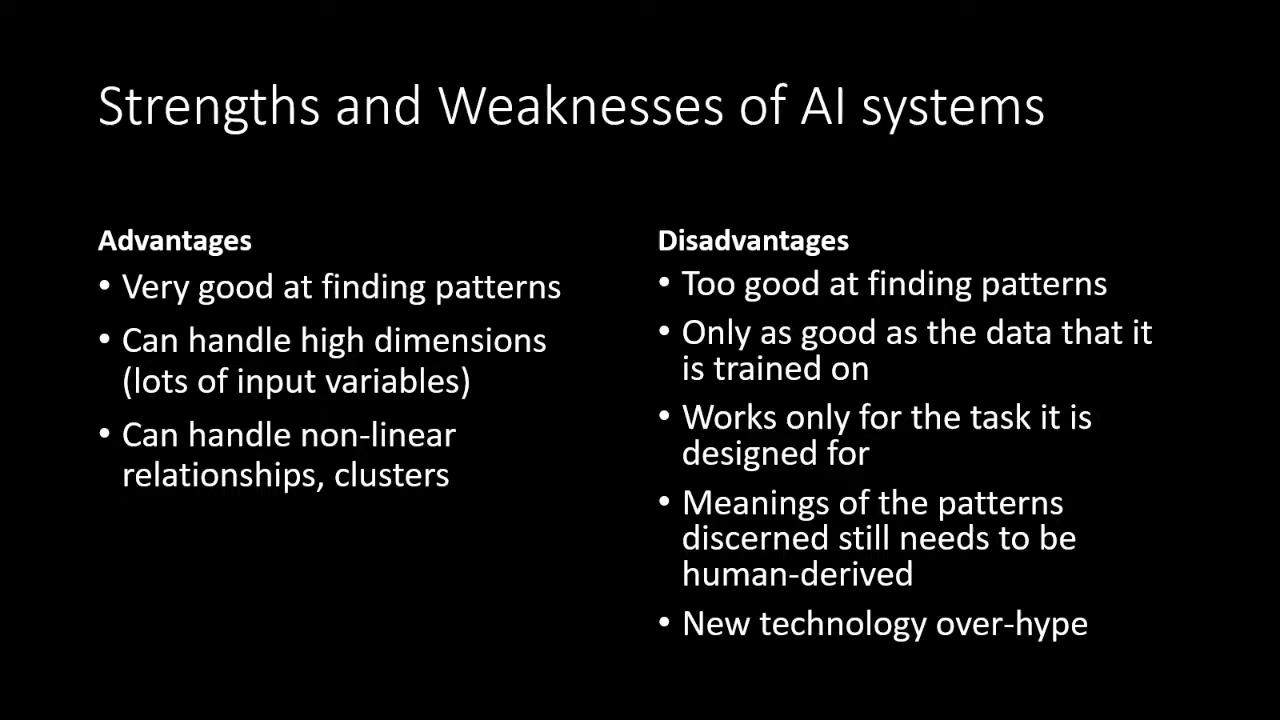 Strengths and Weaknesses of AI systems
Advantages
• Very good at finding patterns
• Can handle high dimensions
(lots of input variables)
• Can handle non-linear
relationships, clusters
Disadvantages
• Too good at finding patterns
• Only as good as the data that it
is trained on
• Works only for the task it is
designed for
• Meanings of the patterns
discerned still needs to be
human-derived
• New technology over-hype